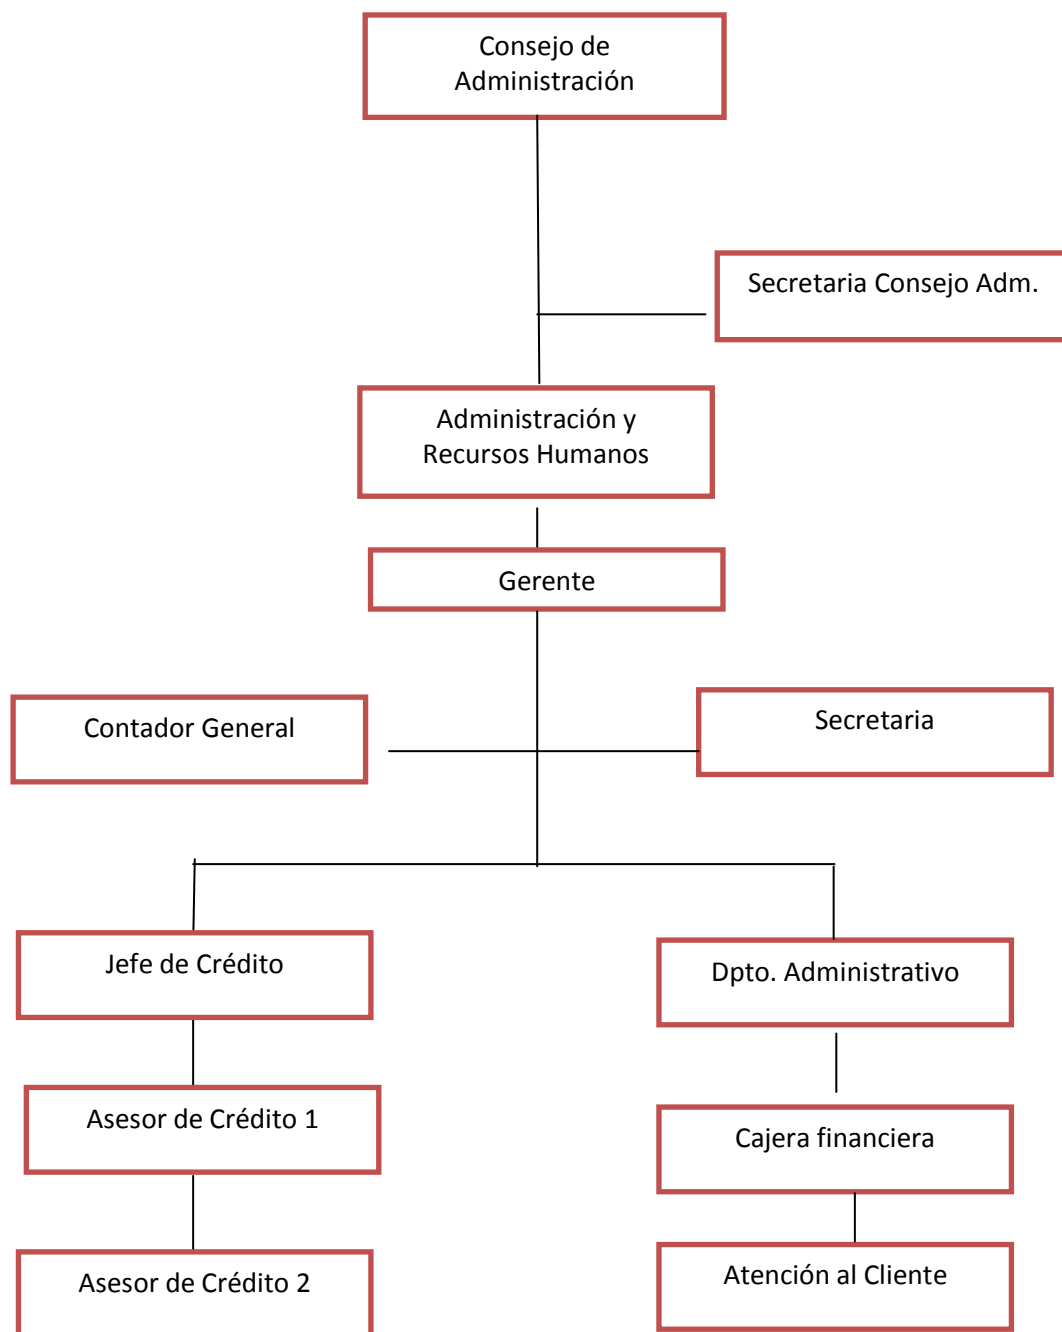 Consejo de
Administración
Secretaria Consejo Adm.
Administración y
Recursos Humanos
Gerente
Contador General
Secretaria
Jefe de Crédito
Dpto. Administrativo
Asesor de Crédito 1
Cajera financiera
Asesor de Crédito 2
Atención al Cliente